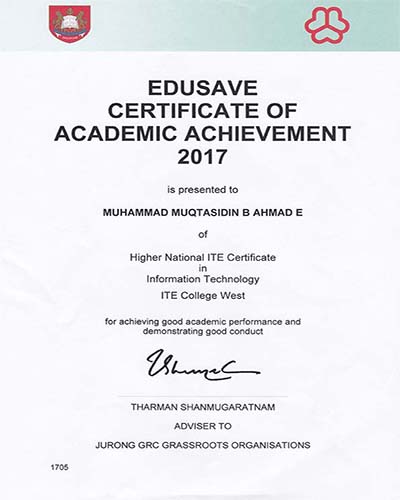 EDUSAVE
CERTIFICATE OF
ACADEMIC ACHIEVEMENT
2017
is presented to
MUHAMMAD MUQTASIDIN B AHMAD E
of
Higher National ITE Certificate
in
Information Technology
ITE College West
for achieving good academic performance and
demonstrating good conduct
THARMAN SHANMUGARATNAM
ADVISER TO
JURONG GRC GRASSROOTS ORGANISATIONS
1705